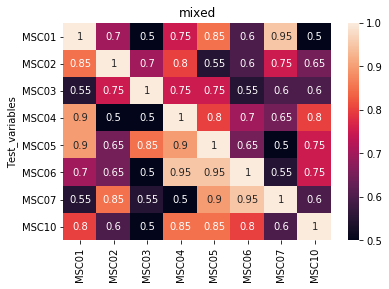 mixed
MSC01 1 0.7 0.5 0.75 0.85 0.6 0.95 0.5
MSC02 0.85 1 0.7 0.8 0.55 0.6 0.75 0.65
MSC03 0.55 0.75 1 0.75 0.75 0.55 0.6 0.6
MSC04 0.9 0.5 0.5 1 0.8 0.7 0.65 0.8
MSC05 0.9 0.65 0.85 0.9 1 0.65 0.5 0.75
MSC06 0.7 0.65 0.5 0.95 0.95 1 0.55 0.75
MSC07 0.55 0.85 0.55 0.5 0.9 0.95 1 0.6
MSC10 0.8 0.6 0.5 0.85 0.85 0.8 0.6 1
Test_variables
MSC01 MSC02 MSC03 MSC04 MSC05 MSC06 MSC07 MSC10
1.0
0.9
0.8
0.7
0.6
0.5